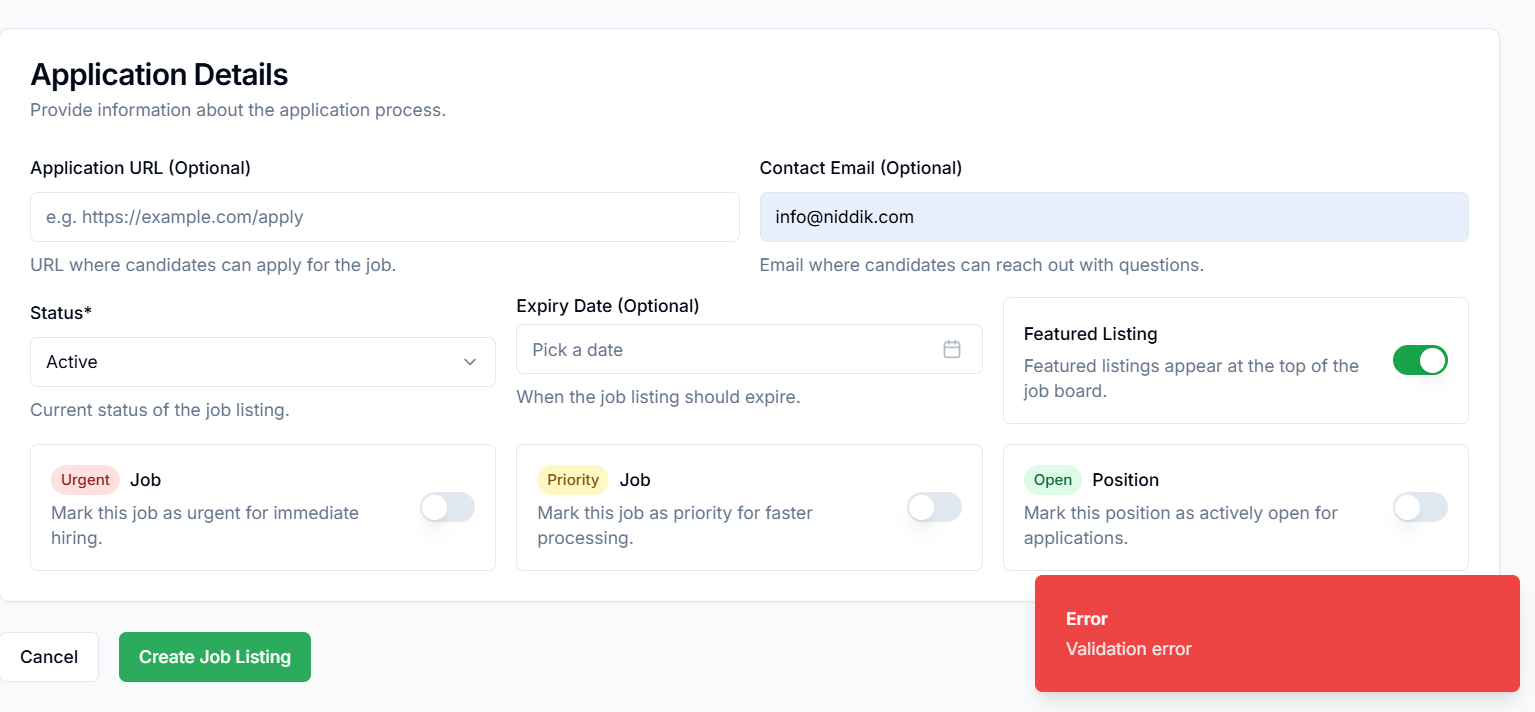 Application Details
Provide information about the application process.
Application URL (Optional)
e.g. https://example.com/apply
URL where candidates can apply for the job.
Contact Email (Optional)
info@niddik.com
Email where candidates can reach out with questions.
Status*
Active
Current status of the job listing.
Expiry Date (Optional)
Pick a date
When the job listing should expire.
Featured Listing
Featured listings appear at the top of the
job board.
Urgent Job
Mark this job as urgent for immediate
hiring.
Priority Job
Mark this job as priority for faster
processing.
Open Position
Mark this position as actively open for
applications.
Cancel
Create Job Listing
Error
Validation error